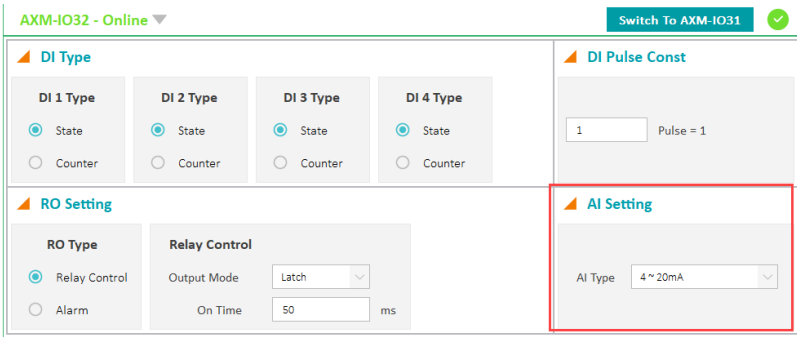 AXM-IO32 - Online
Switch To AXM-IO31
DI Type
DI Pulse Const
DI 1 Type
DI 2 Type
DI 3 Type
DI 4 Type
State
State
State
State
1
Pulse = 1
Counter
Counter
Counter
Counter
RO Setting
AI Setting
RO Type
Relay Control
Relay Control
Output Mode
Latch
AI Type
4 ~ 20mA
Alarm
On Time
50
ms